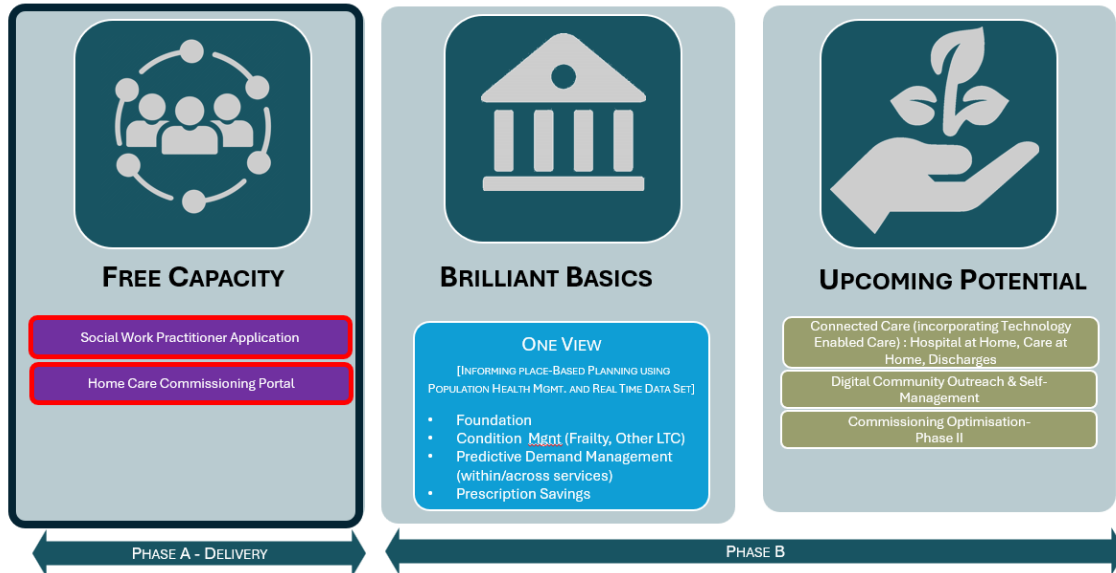 FREE CAPACITY
Social Work Practitioner Application
Home Care Commissioning Portal
BRILLIANT BASICS
ONE VIEW
[INFORMING PLACE-BASED PLANNING USING
POPULATION HEALTH MGMT. AND REAL TIME DATA SET]
• Foundation
• Condition Mgnt (Frailty, Other LTC)
• Predictive Demand Management
(within/across services)
• Prescription Savings
UPCOMING POTENTIAL
Connected Care (incorporating Technology
Enabled Care) : Hospital at Home, Care at
Home, Discharges
Digital Community Outreach & Self-
Management
Commissioning Optimisation-
Phase II
PHASE A - DELIVERY
PHASE B